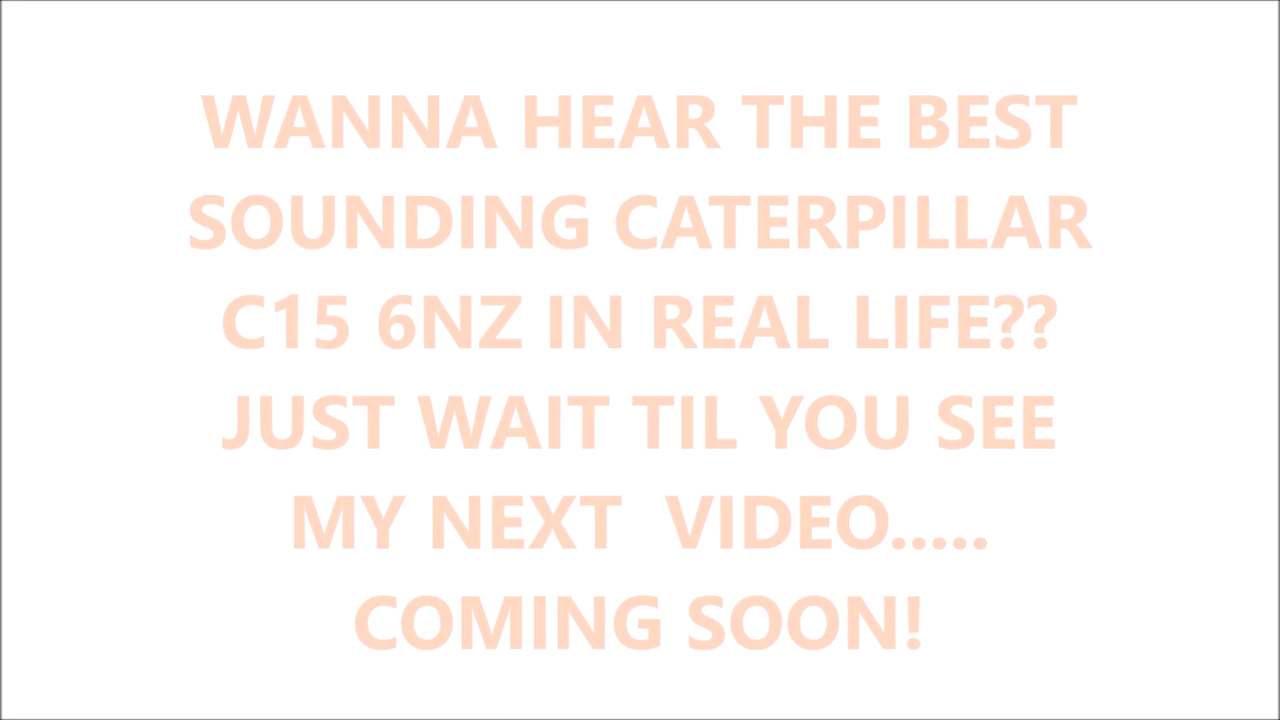 WANNA HEAR THE BEST
SOUNDING CATERPILLAR
C15 6NZ IN REAL LIFE??
JUST WAIT TIL YOU SEE
MY NEXT  VIDEO.....
COMING SOON!